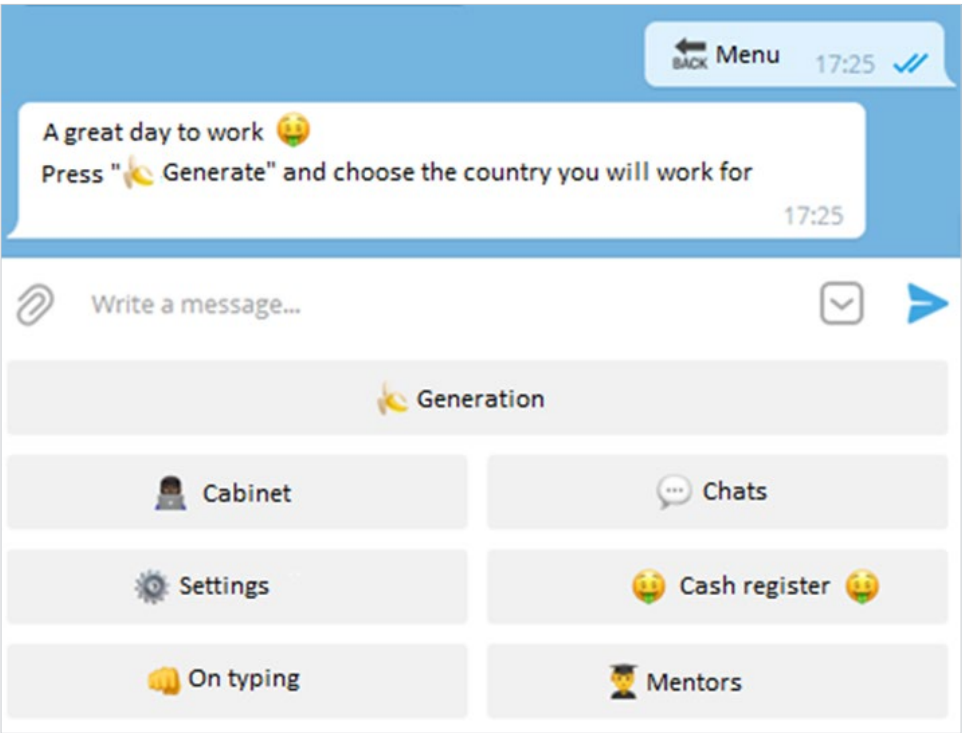 BACK Menu 17:25
A great day to work 🤑
Press "🍌 Generate" and choose the country you will work for
17:25
Write a message...
🍌 Generation
👨🏿‍💻 Cabinet
💬 Chats
⚙️ Settings
🤑 Cash register 🤑
👊 On typing
👨‍🎓 Mentors